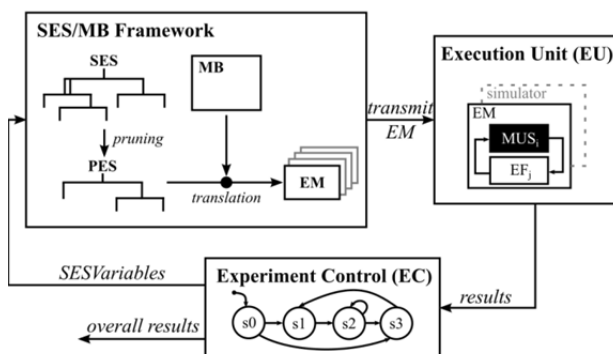 SES/MB Framework
SES
MB
pruning
PES
translation
EM
transmit
EM
Execution Unit (EU)
simulator
EM
MUSi
EFj
SESVariables
Experiment Control (EC)
s0
s1
s2
s3
results
overall results